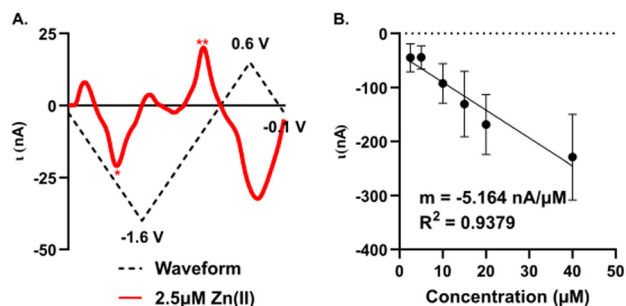 A.
25
0
-25
-50
ι (nA)
**
*
0.6 V
-0.1 V
-1.6 V
Waveform
2.5µM Zn(II)
B.
0
-100
-200
-300
-400
ι(nA)
m = -5.164 nA/µM
R² = 0.9379
0 10 20 30 40 50
Concentration (µM)